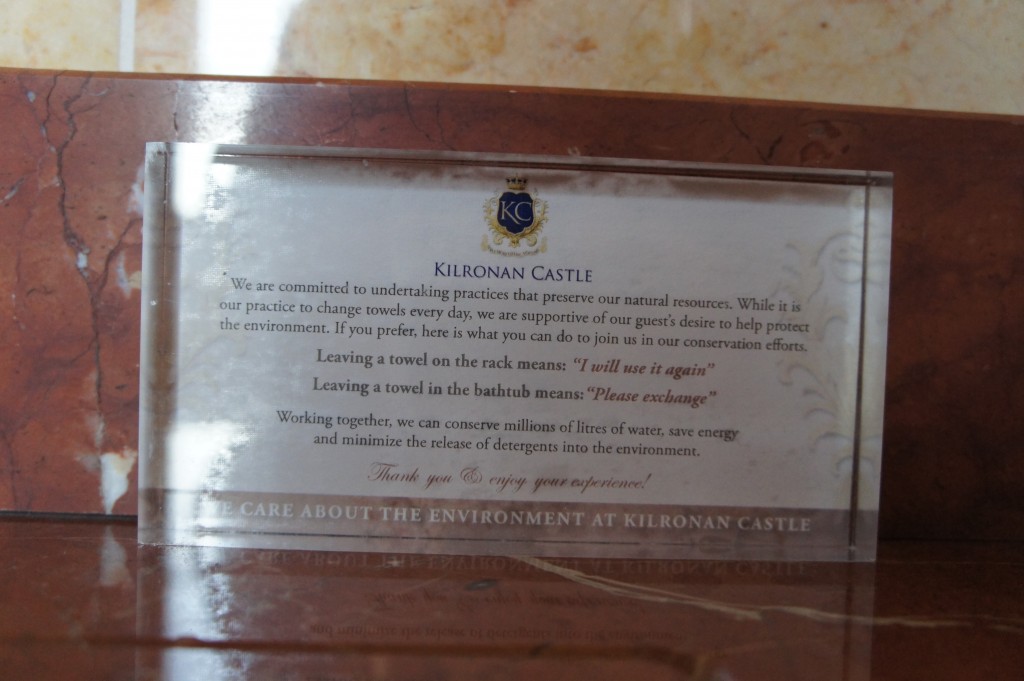 KC
KILRONAN CASTLE
We are committed to undertaking practices that preserve our natural resources. While it is
our practice to change towels every day, we are supportive of our guest's desire to help protect
the environment. If you prefer, here is what you can do to join us in our conservation efforts.
Leaving a towel on the rack means: "I will use it again"
Leaving a towel in the bathtub means: "Please exchange"
Working together, we can conserve millions of litres of water, save energy
and minimize the release of detergents into the environment.
Thank you & enjoy your experience!
WE CARE ABOUT THE ENVIRONMENT AT KILRONAN CASTLE